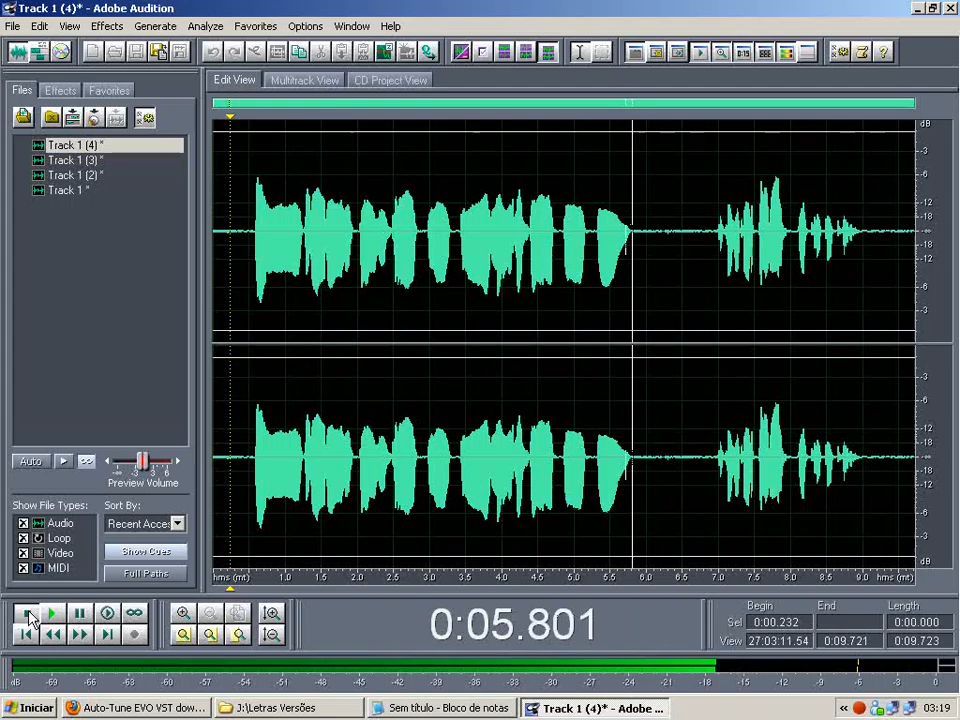 Track 1 (4)* - Adobe Audition
File Edit View Effects Generate Analyze Favorites Options Window Help
Files Effects Favorites
Edit View Multitrack View CD Project View
Track 1 (4) *
Track 1 (3) *
Track 1 (2) *
Track 1 *
Auto
-∞ -3 3 6
Preview Volume
Show File Types:
Sort By:
Audio
Loop
Video
MIDI
Recent Acces
Show Cues
Full Paths
dB
-3
-6
-12
-18
-18
-12
-6
-3
-3
-6
-12
-18
-18
-12
-6
-3
dB
hms (mt) 1.0 1.5 2.0 2.5 3.0 3.5 4.0 4.5 5.0 5.5 6.0 6.5 7.0 7.5 8.0 8.5 9.0 hms (mt)
0:05.801
Begin End Length
Sel 0:00.232 0:00.000
View 27:03:11.54 0:09.721 0:09.723
dB -69 -66 -63 -60 -57 -54 -51 -48 -45 -42 -39 -36 -33 -30 -27 -24 -21 -18 -15 -12 -9 -6 -3 0
Iniciar
Auto-Tune EVO VST down...
J:\Letras Versões
Sem título - Bloco de notas
Track 1 (4)* - Adobe ...
03:19